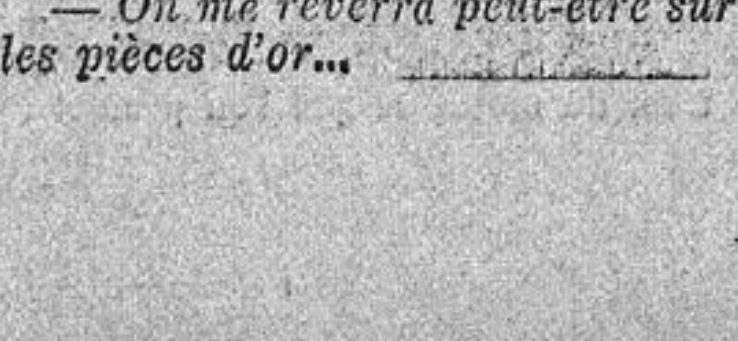 — On me reverra peut-être sur
les pièces d'or...